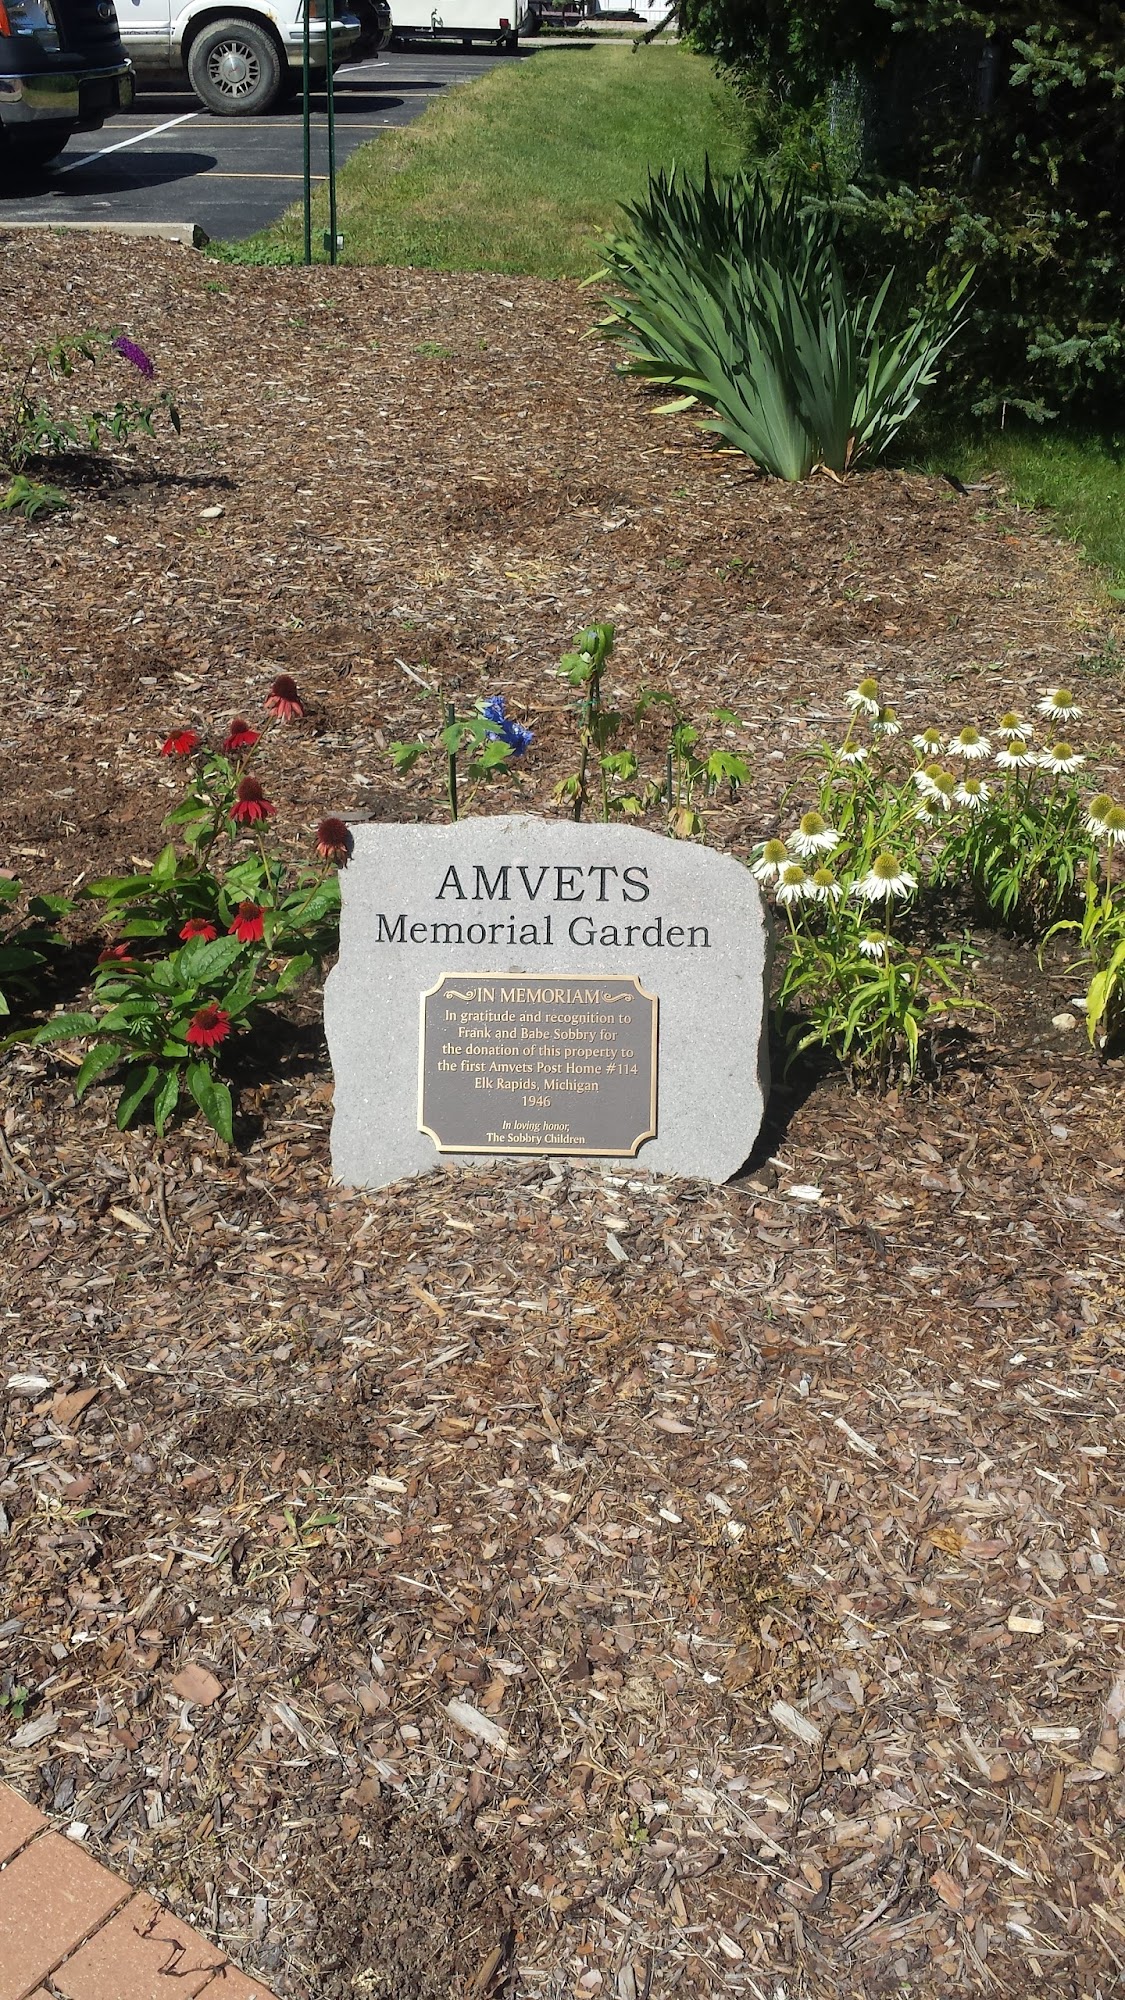 AMVETS
Memorial Garden
IN MEMORIAM
In gratitude and recognition to
Frank and Babe Sobbry for
the donation of this property to
the first Amvets Post Home #114
Elk Rapids, Michigan
1946
In loving honor,
The Sobbry Children